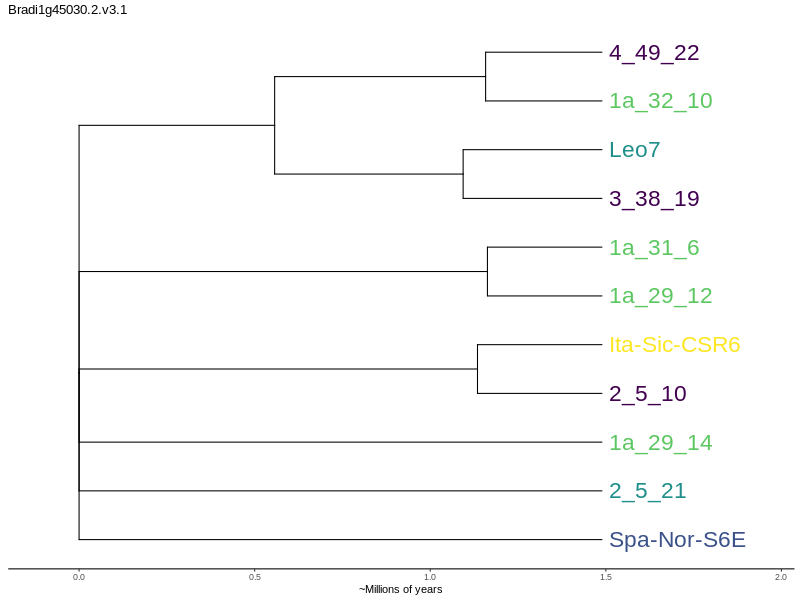 Bradi1g45030.2.v3.1
4_49_22
1a_32_10
Leo7
3_38_19
1a_31_6
1a_29_12
Ita-Sic-CSR6
2_5_10
1a_29_14
2_5_21
Spa-Nor-S6E
0.0 0.5 1.0 1.5 2.0
~Millions of years